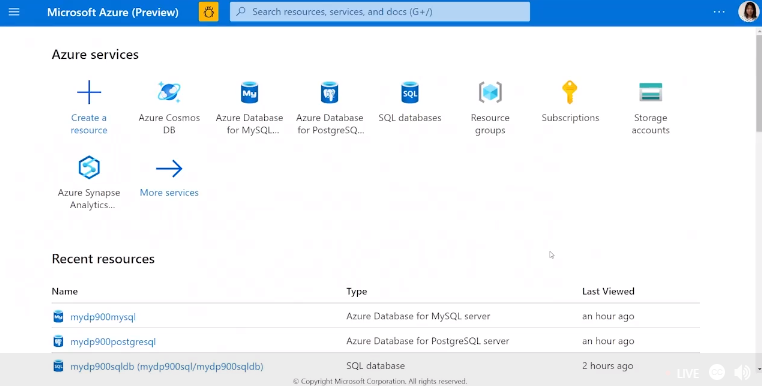 Microsoft Azure (Preview)
Search resources, services, and docs (G+/)
Azure services
Create a resource
Azure Cosmos DB
Azure Database for MySQL...
Azure Database for PostgreSQ...
SQL databases
Resource groups
Subscriptions
Storage accounts
Azure Synapse Analytics...
More services
Recent resources
Name Type Last Viewed
mydp900mysql Azure Database for MySQL server an hour ago
mydp900postgresql Azure Database for PostgreSQL server an hour ago
mydp900sqldb (mydp900sql/mydp900sqldb) SQL database 2 hours ago
LIVE
© Copyright Microsoft Corporation. All rights reserved.